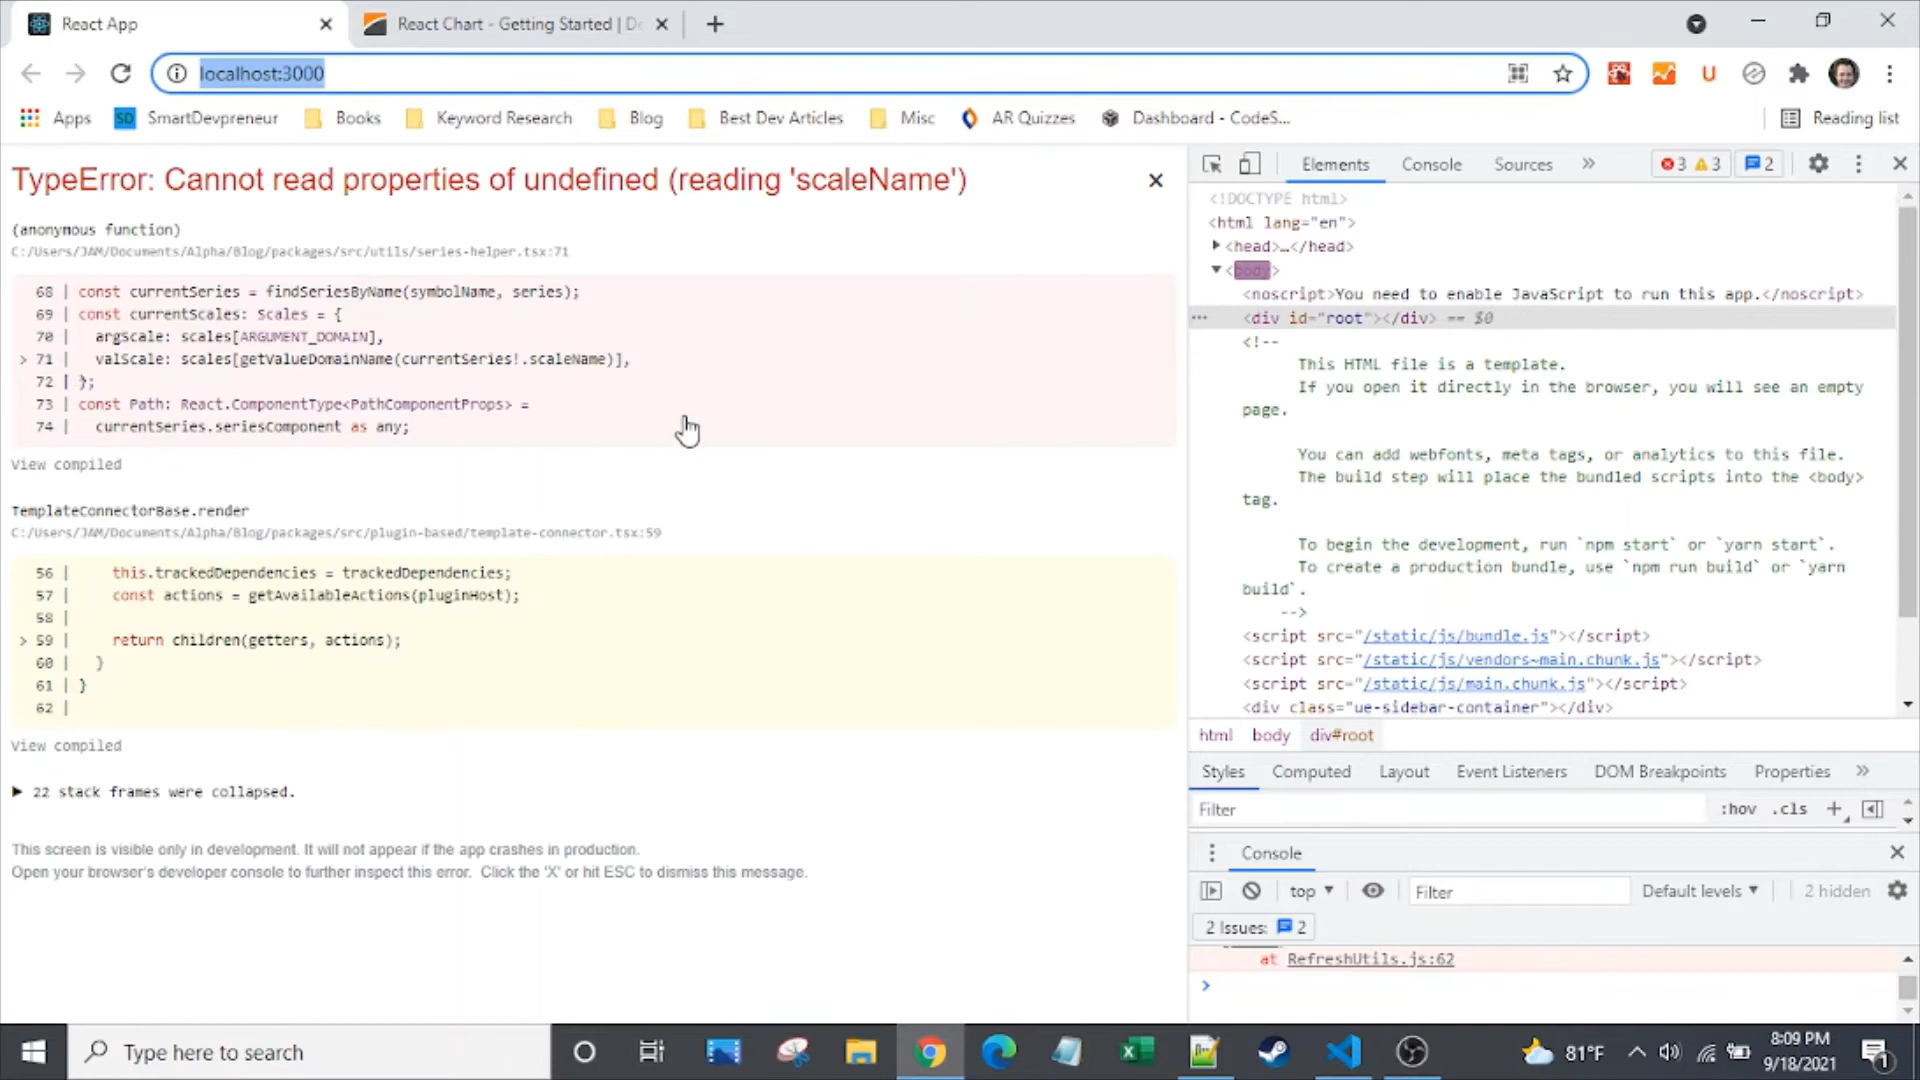 React App
React Chart - Getting Started | De
localhost:3000
Apps
SD SmartDevpreneur
Books
Keyword Research
Blog
Best Dev Articles
Misc
AR Quizzes
Dashboard - CodeS...
Reading list
TypeError: Cannot read properties of undefined (reading 'scaleName')
(anonymous function)
C:/Users/JAM/Documents/Alpha/Blog/packages/src/utils/series-helper.tsx:71
68 | const currentSeries = findSeriesByName(symbolName, series);
69 | const currentScales: Scales = {
70 |   argScale: scales[ARGUMENT_DOMAIN],
> 71 |   valScale: scales[getValueDomainName(currentSeries!.scaleName)],
72 | };
73 | const Path: React.ComponentType<PathComponentProps> =
74 |   currentSeries.seriesComponent as any;
View compiled
TemplateConnectorBase.render
C:/Users/JAM/Documents/Alpha/Blog/packages/src/plugin-based/template-connector.tsx:59
56 |     this.trackedDependencies = trackedDependencies;
57 |     const actions = getAvailableActions(pluginHost);
58 |
> 59 |     return children(getters, actions);
60 |   }
61 | }
62 |
View compiled
▶ 22 stack frames were collapsed.
This screen is visible only in development. It will not appear if the app crashes in production.
Open your browser's developer console to further inspect this error. Click the 'X' or hit ESC to dismiss this message.
Elements
Console
Sources
»
3
3
2
<!DOCTYPE html>
<html lang="en">
▶<head>…</head>
▼<body>
<noscript>You need to enable JavaScript to run this app.</noscript>
<div id="root"></div> == $0
<!--
This HTML file is a template.
If you open it directly in the browser, you will see an empty
page.
You can add webfonts, meta tags, or analytics to this file.
The build step will place the bundled scripts into the <body>
tag.
To begin the development, run `npm start` or `yarn start`.
To create a production bundle, use `npm run build` or `yarn
build`.
-->
<script src="/static/js/bundle.js"></script>
<script src="/static/js/vendors~main.chunk.js"></script>
<script src="/static/js/main.chunk.js"></script>
<div class="ue-sidebar-container"></div>
html
body
div#root
Styles
Computed
Layout
Event Listeners
DOM Breakpoints
Properties
»
Filter
:hov
.cls
+
Console
top ▼
Filter
Default levels ▼
2 hidden
2 Issues: 2
at RefreshUtils.js:62
>
Type here to search
81°F
8:09 PM
9/18/2021
1